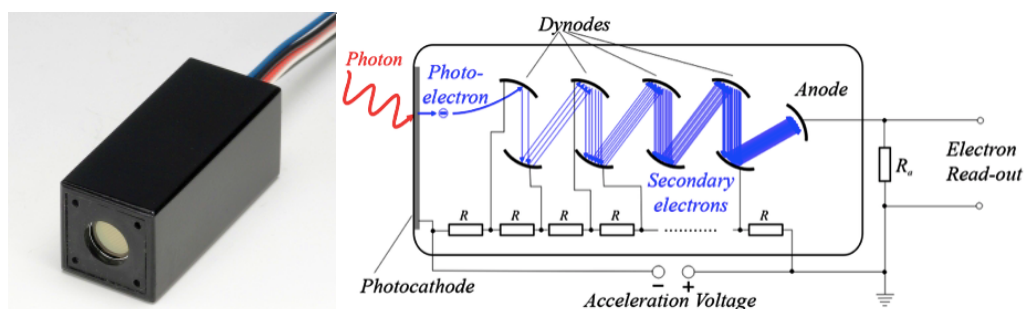 Dynodes
Photon
Photo-
electron
Anode
Secondary
electrons
R R R R R
Rₐ
Electron
Read-out
Photocathode
− +
Acceleration Voltage